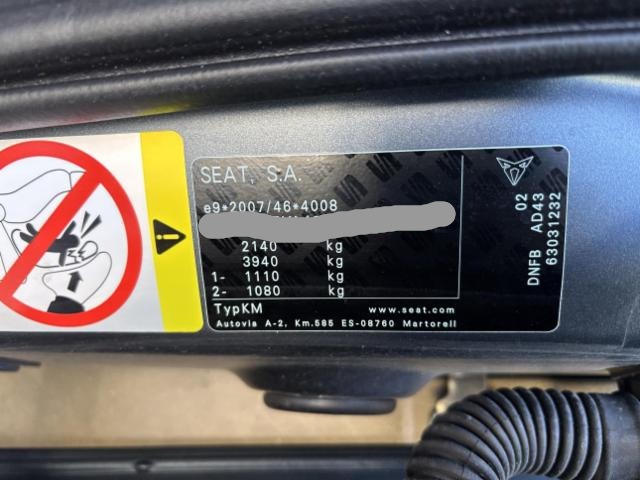 SEAT, S.A.
e9*2007/46*4008
2140 kg
3940 kg
1- 1110 kg
2- 1080 kg
TypKM www.seat.com
Autovia A-2, Km.585 ES-08760 Martorell
02
DNFB AD43
63031232